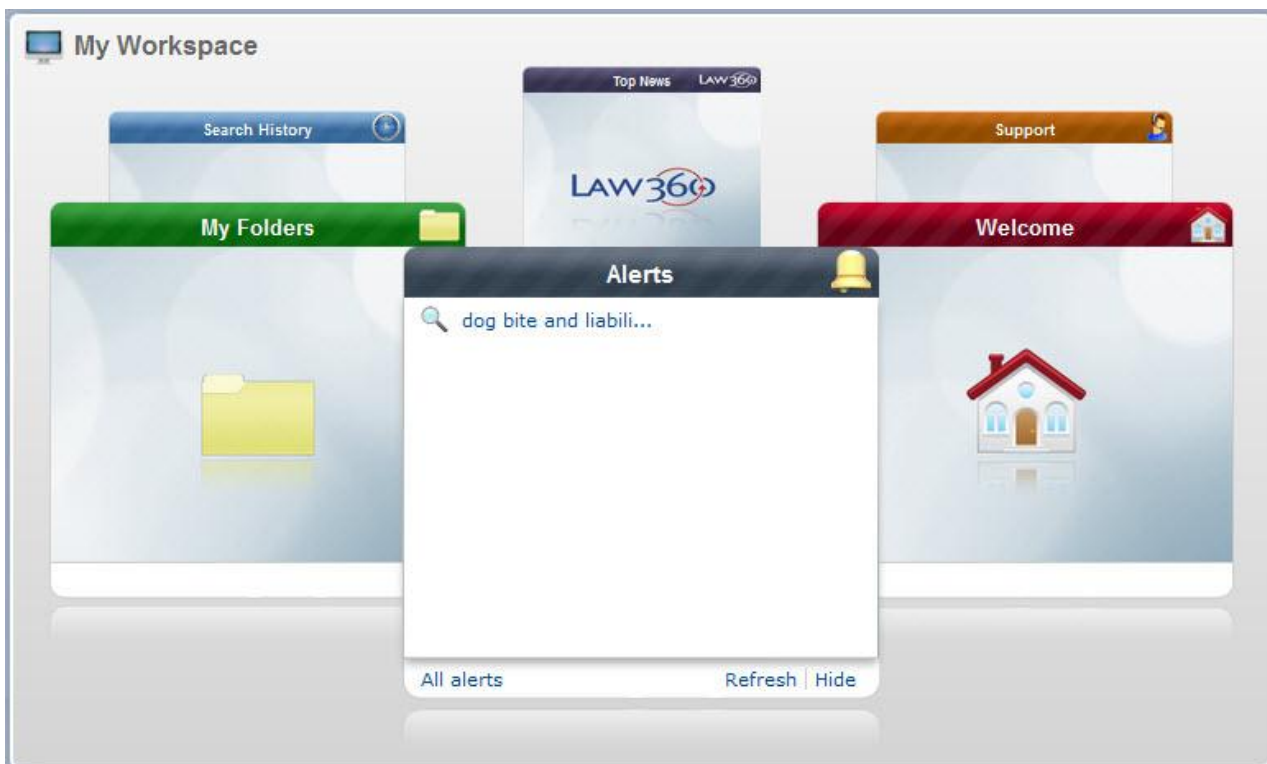 My Workspace
Top News LAW360
Search History
Support
LAW360
My Folders
Welcome
Alerts
dog bite and liabili...
All alerts
Refresh Hide